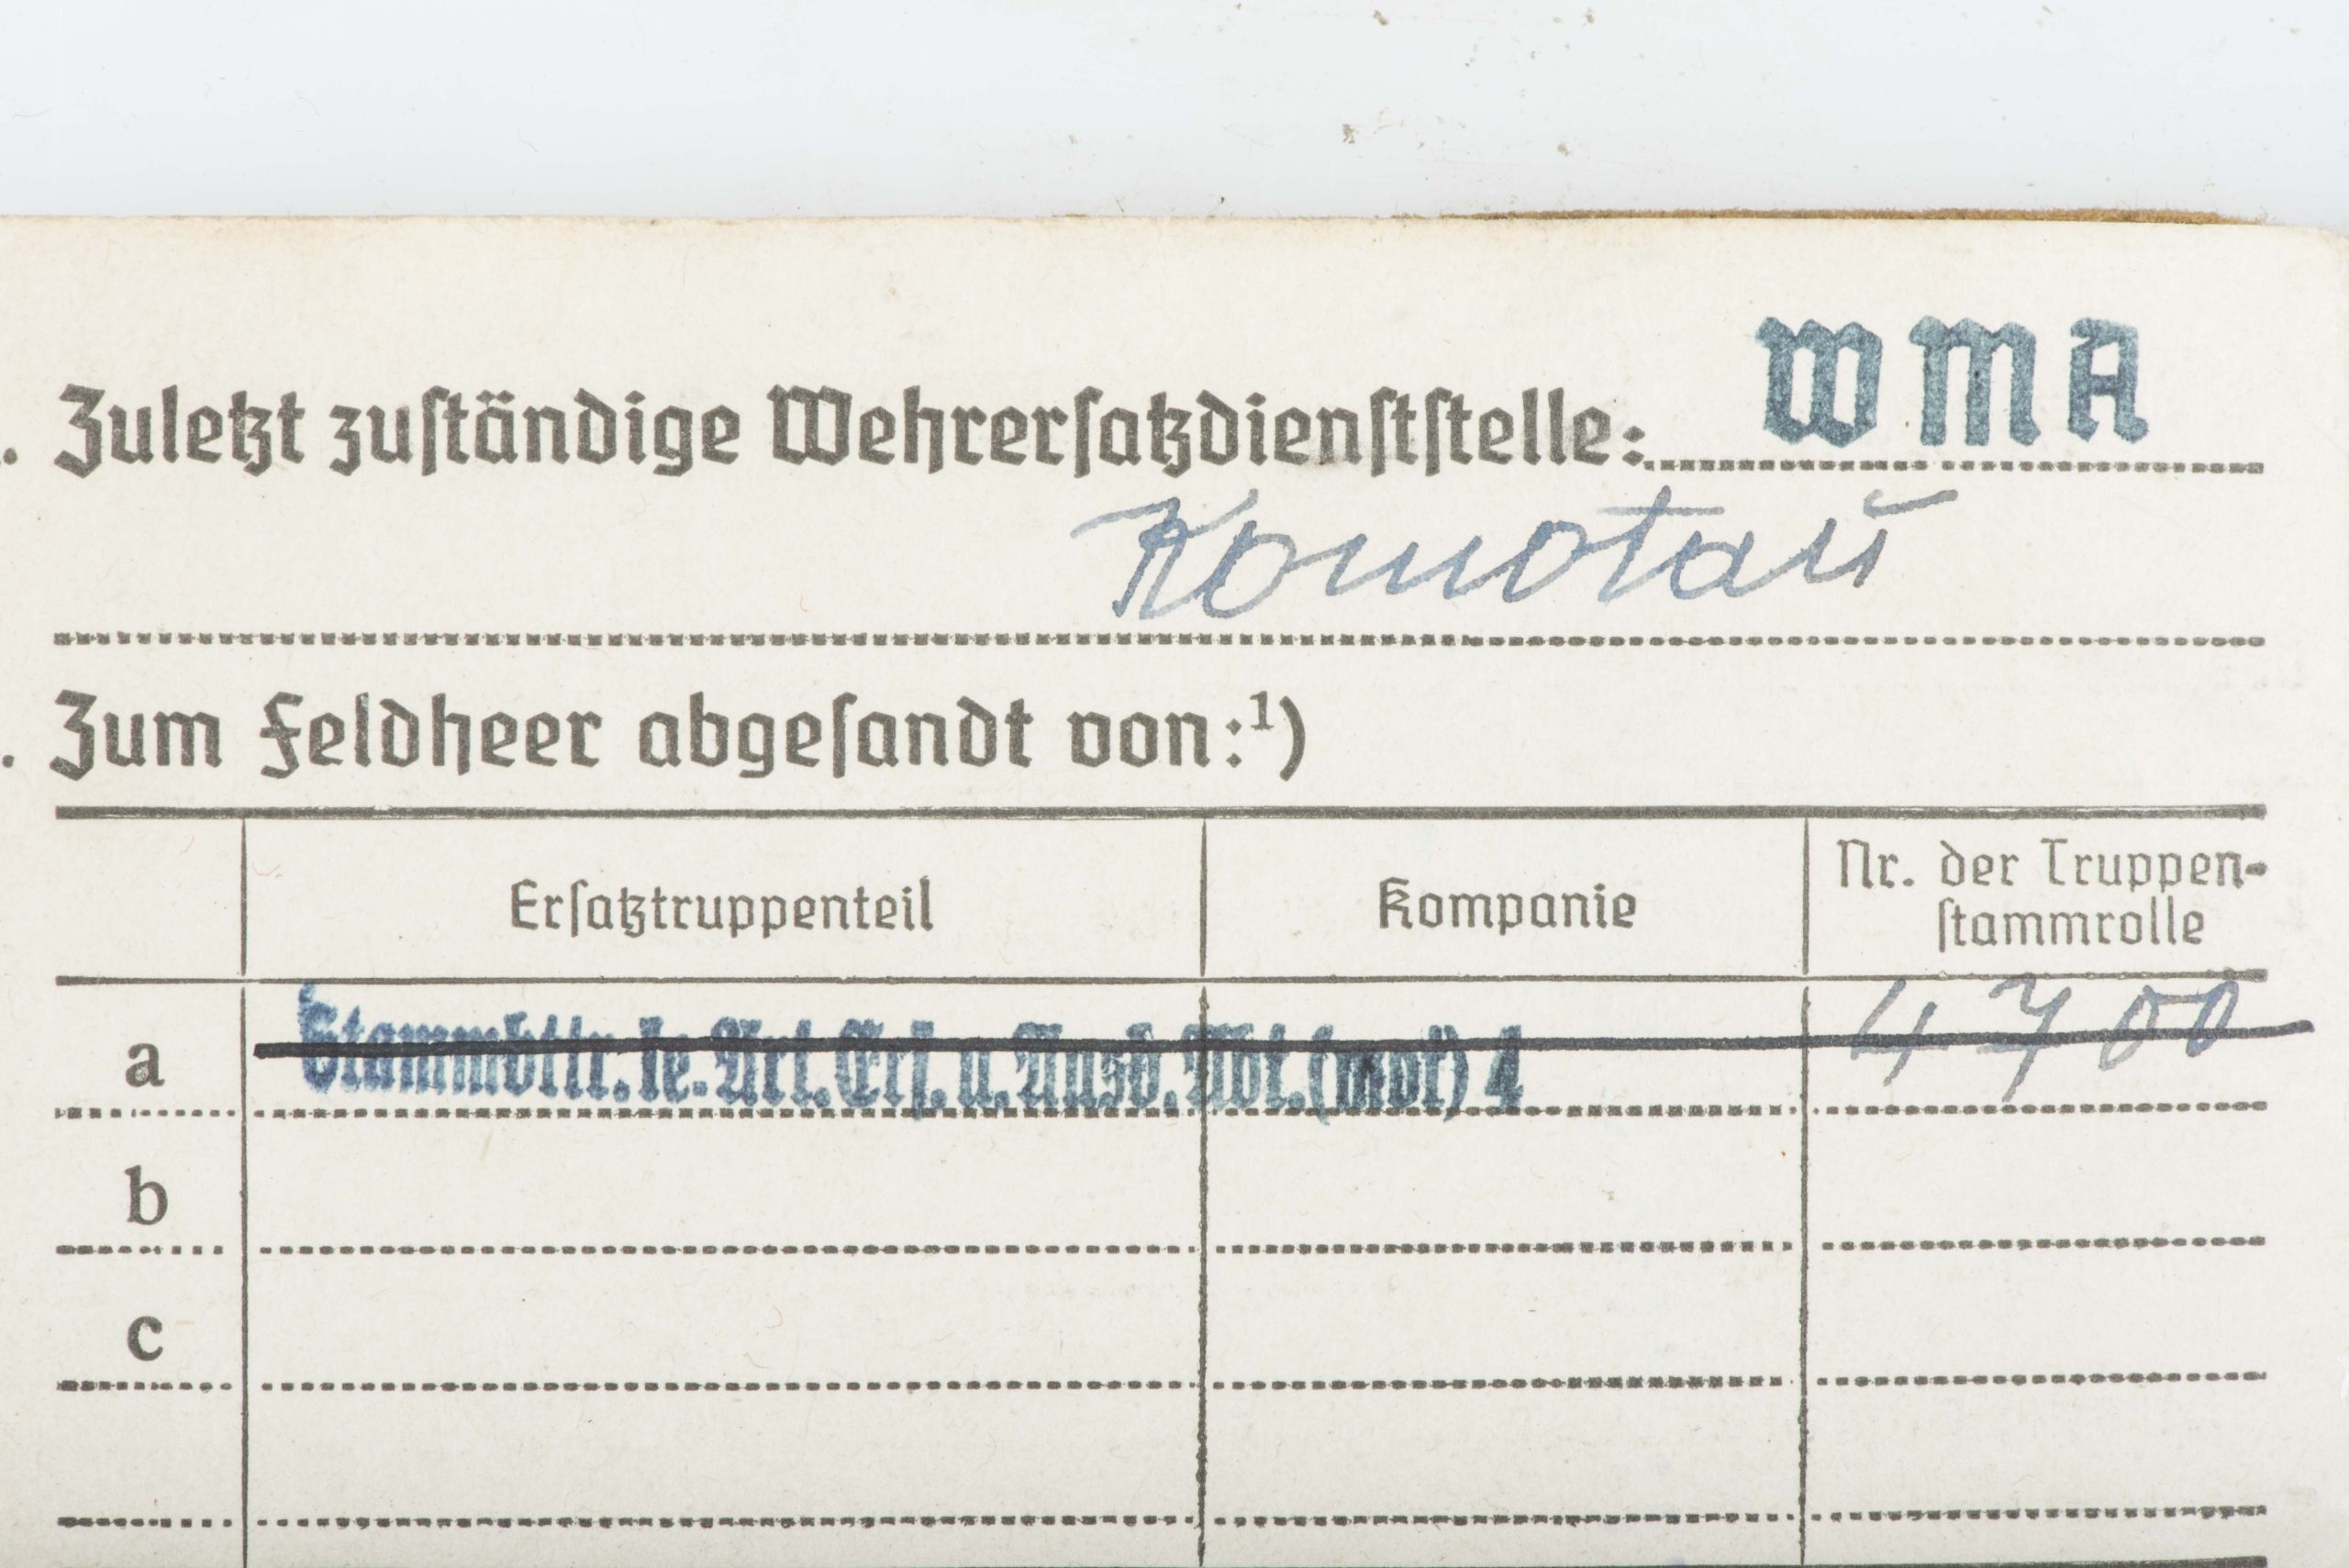 . Zuletzt zuständige Wehrersatzdienststelle: WMA
Komotau
. Zum Feldheer abgesandt von:¹)
Ersatztruppenteil Kompanie Nr. der Truppen-
stammrolle
a Stammbttr. le. Art. Ers. u. Ausb. Abt. (mot) 4 4700
b
c